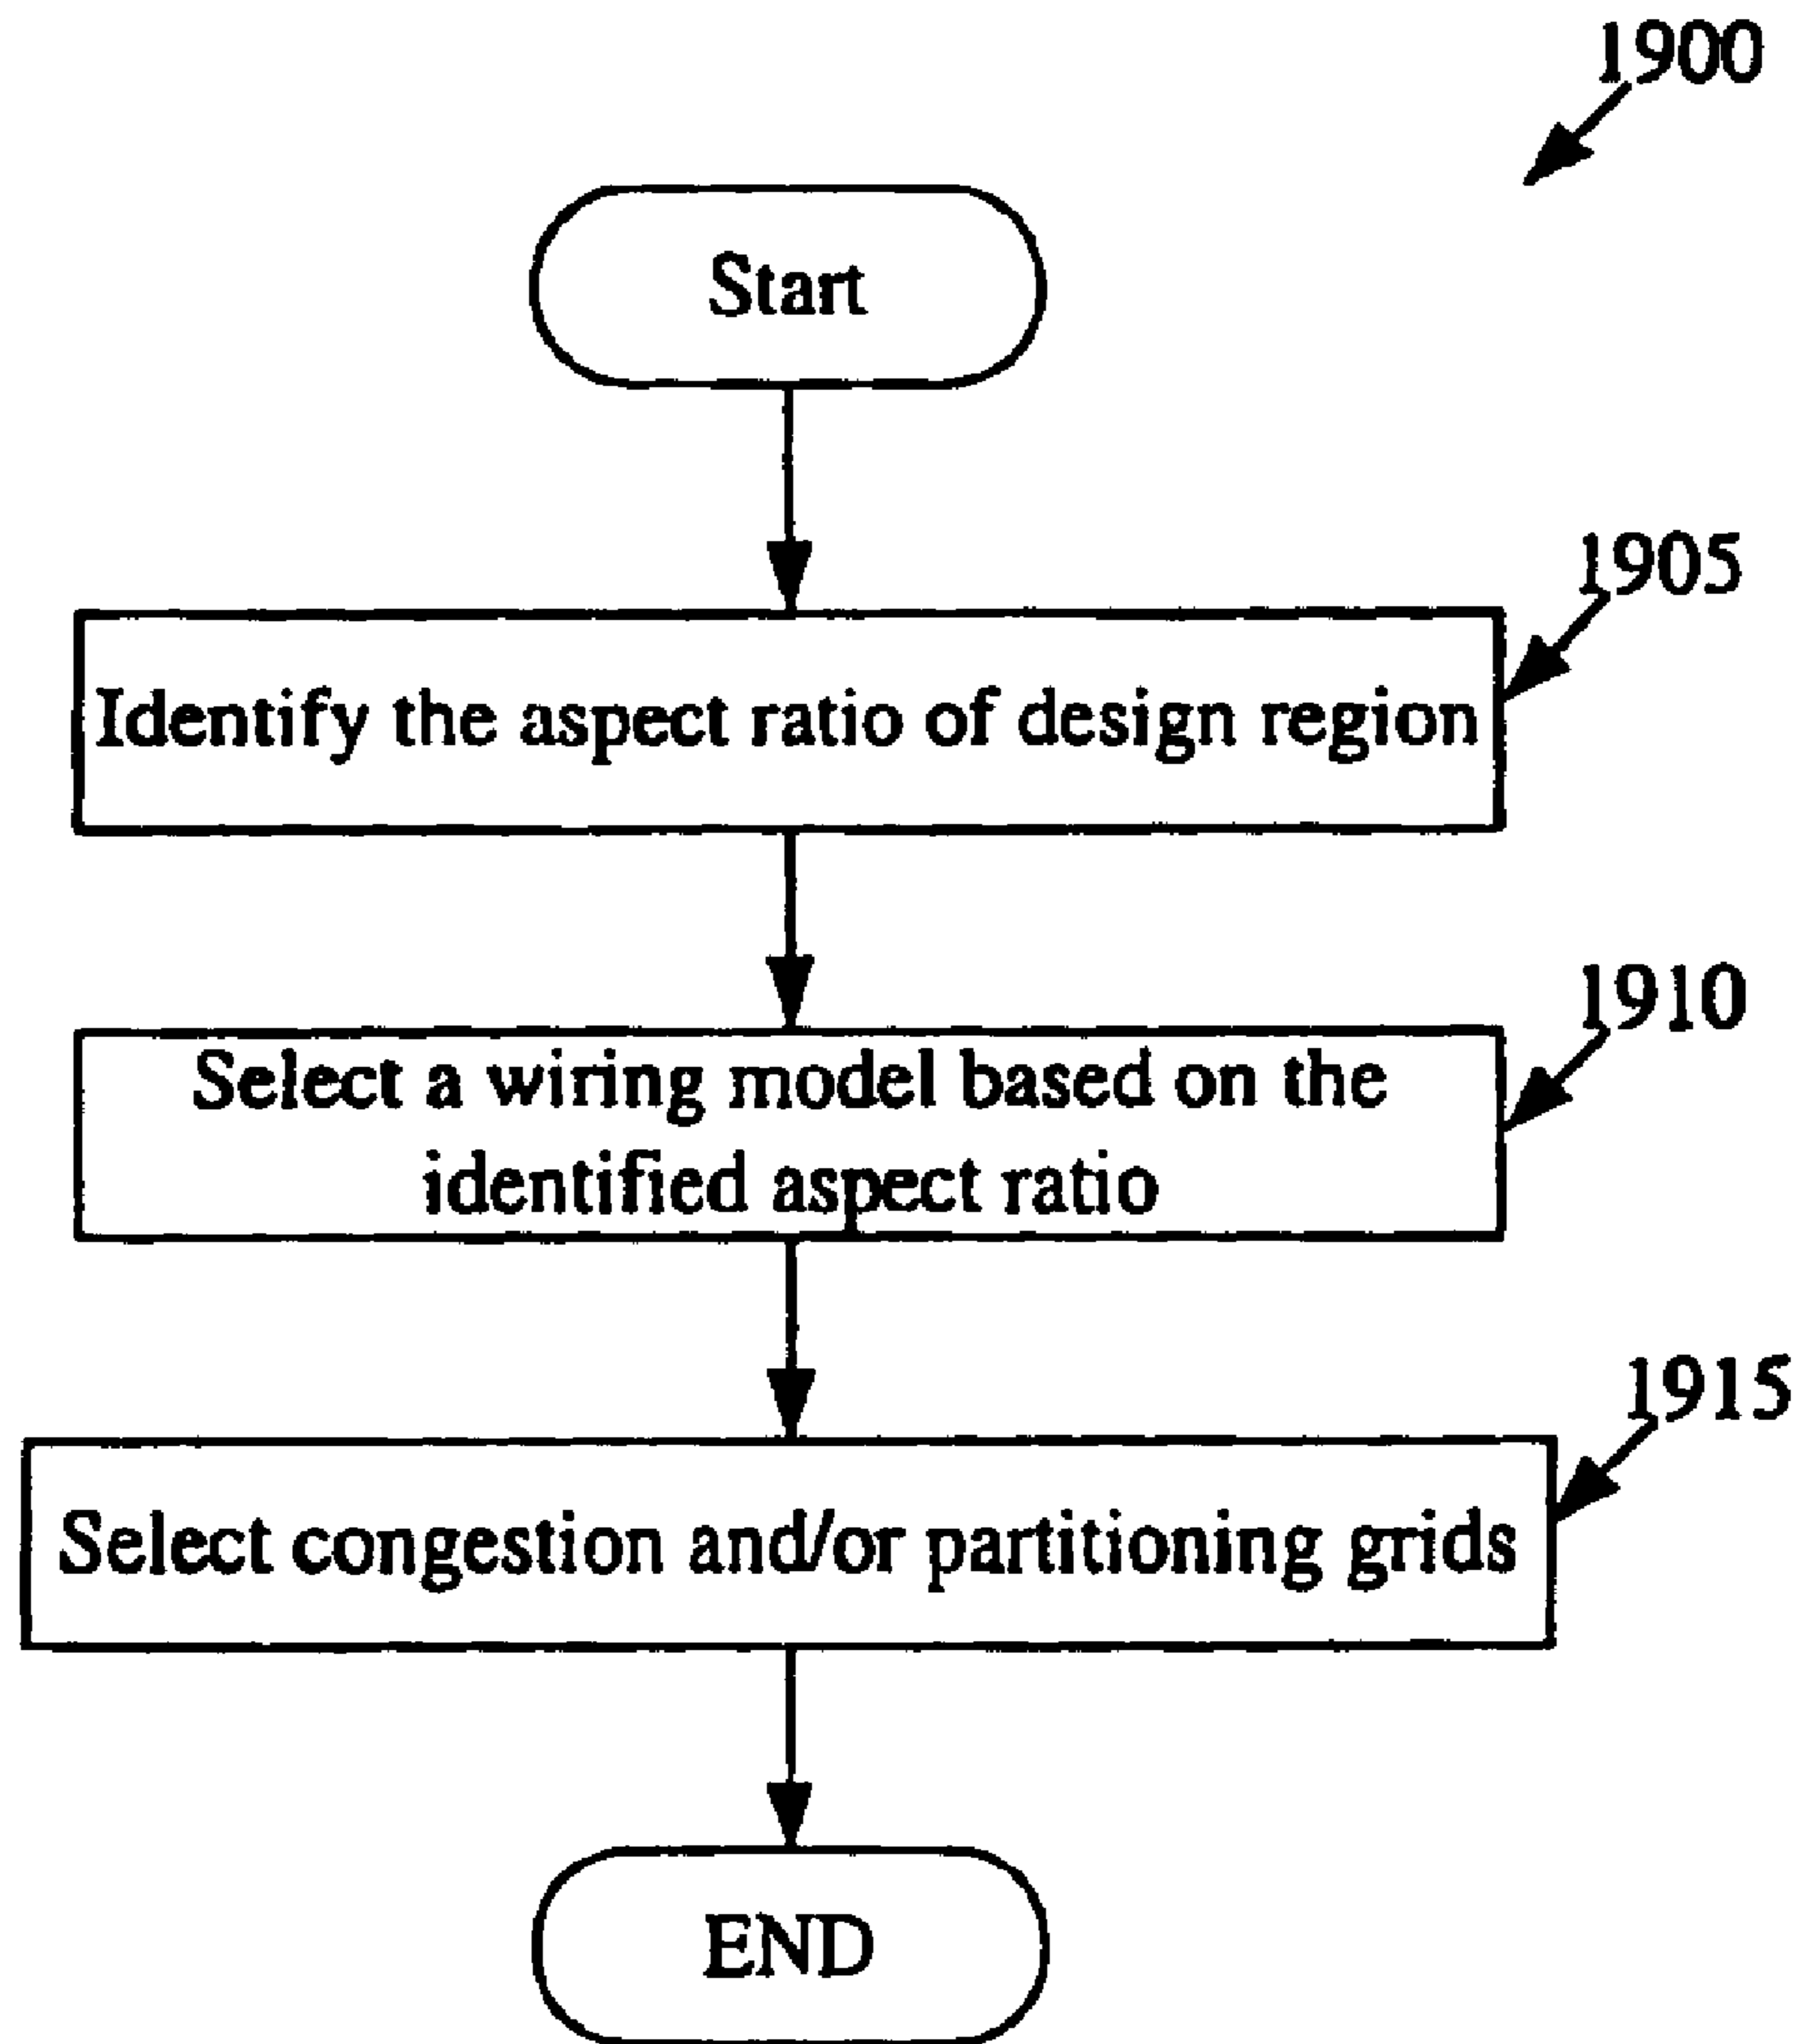 1900
Start
1905
Identify the aspect ratio of design region
1910
Select a wiring model based on the
identified aspect ratio
1915
Select congestion and/or partitioning grids
END